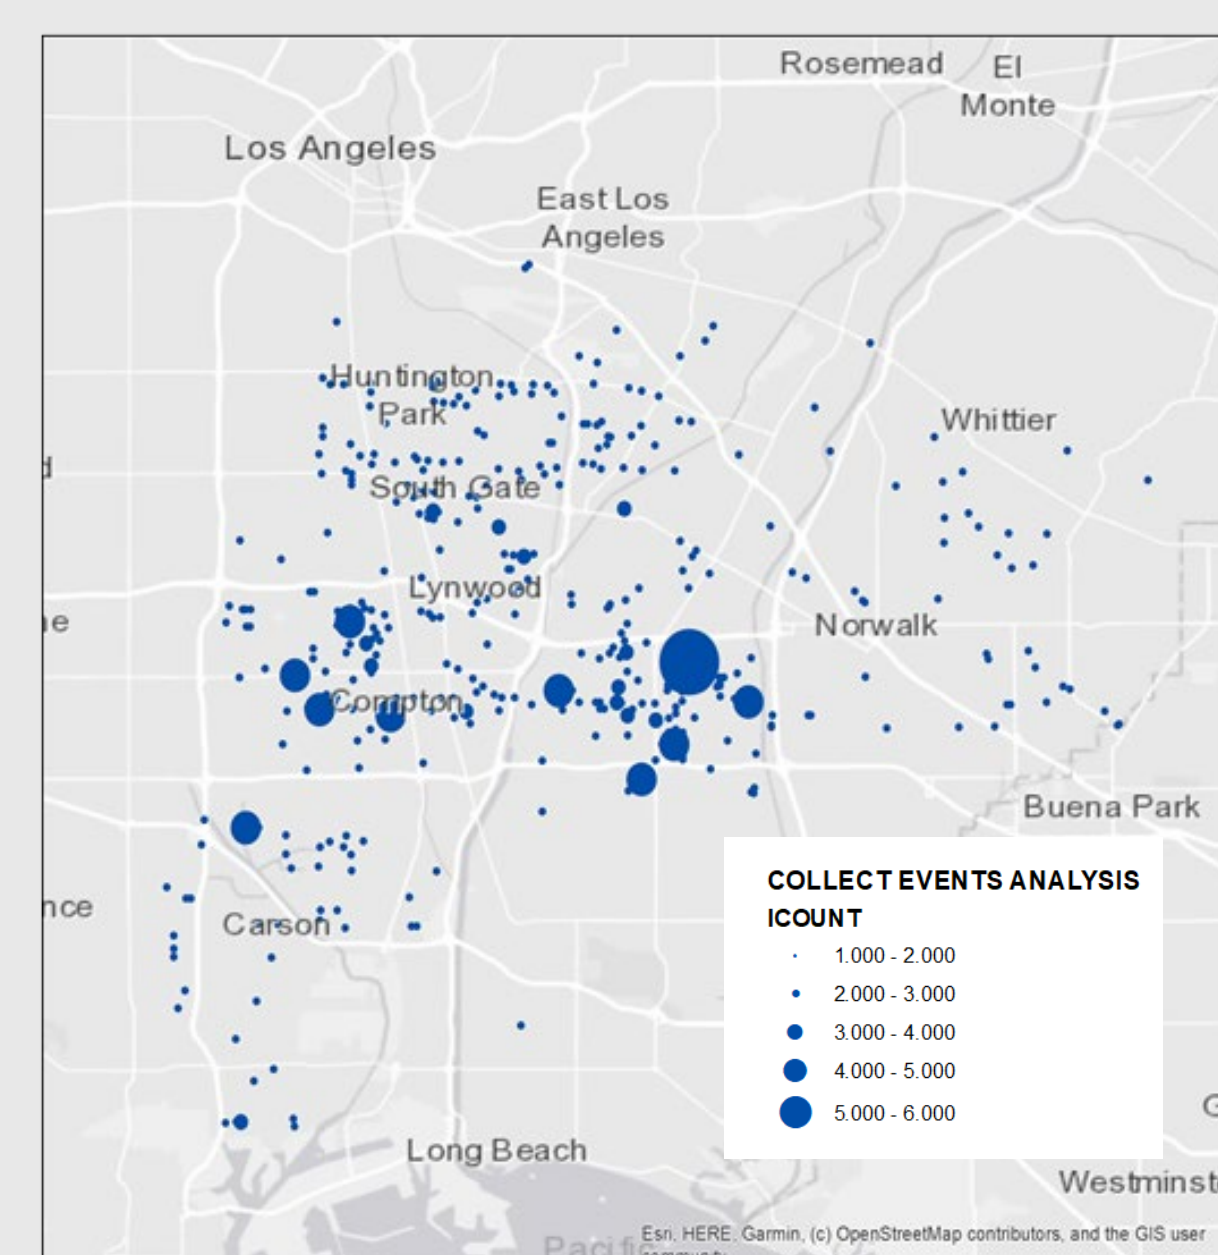 Rosemead
El
Monte
Los Angeles
East Los
Angeles
Huntington
Park
Whittier
d
South Gate
Lynwood
e
Norwalk
Compton
Buena Park
nce
Carson
COLLECT EVENTS ANALYSIS
ICOUNT
1.000 - 2.000
2.000 - 3.000
3.000 - 4.000
4.000 - 5.000
5.000 - 6.000
G
Long Beach
Westminst
Esri, HERE, Garmin, (c) OpenStreetMap contributors, and the GIS user
Pacific